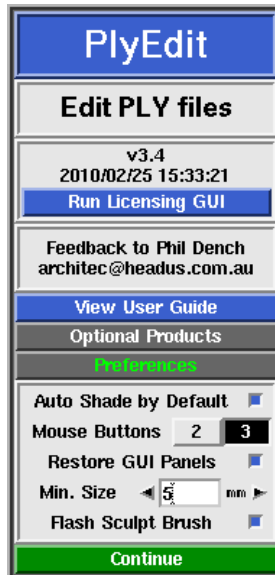 PlyEdit
Edit PLY files
v3.4
2010/02/25 15:33:21
Run Licensing GUI
Feedback to Phil Dench
architec@headus.com.au
View User Guide
Optional Products
Preferences
Auto Shade by Default
Mouse Buttons 2 3
Restore GUI Panels
Min. Size 5 mm
Flash Sculpt Brush
Continue